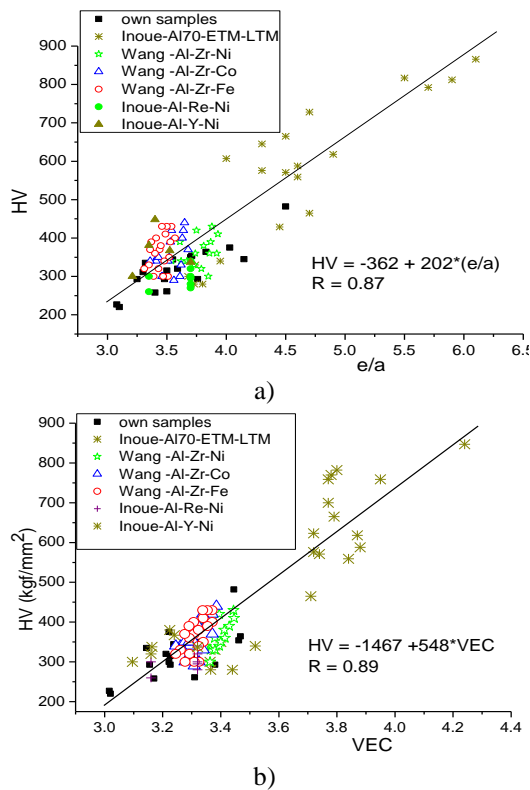 own samples
Inoue-Al70-ETM-LTM
Wang -Al-Zr-Ni
Wang -Al-Zr-Co
Wang -Al-Zr-Fe
Inoue-Al-Re-Ni
Inoue-Al-Y-Ni
900
800
700
600
500
400
300
200
HV
HV = -362 + 202*(e/a)
R = 0.87
3.0 3.5 4.0 4.5 5.0 5.5 6.0 6.5
e/a
a)
own samples
Inoue-Al70-ETM-LTM
Wang -Al-Zr-Ni
Wang -Al-Zr-Co
Wang -Al-Zr-Fe
Inoue-Al-Re-Ni
Inoue-Al-Y-Ni
900
800
700
600
500
400
300
200
HV (kgf/mm²)
HV = -1467 +548*VEC
R = 0.89
3.0 3.2 3.4 3.6 3.8 4.0 4.2 4.4
VEC
b)